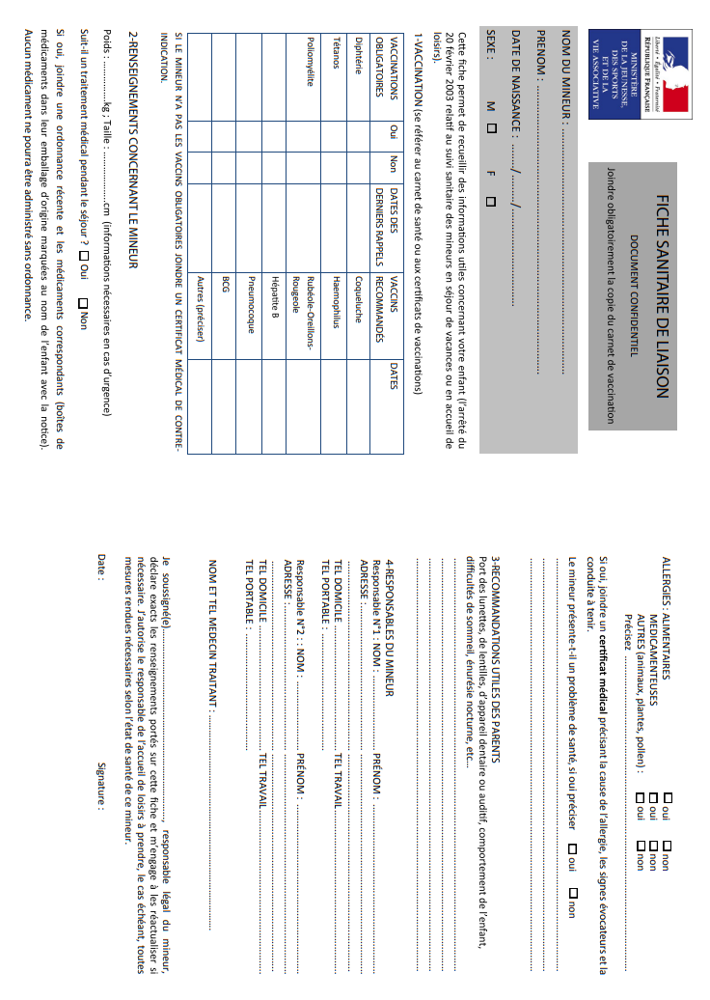 Liberté • Égalité • Fraternité
RÉPUBLIQUE FRANÇAISE
MINISTÈRE
DE LA JEUNESSE,
DES SPORTS
ET DE LA
VIE ASSOCIATIVE
FICHE SANITAIRE DE LIAISON
DOCUMENT CONFIDENTIEL
Joindre obligatoirement la copie du carnet de vaccination
NOM DU MINEUR : ........................................
PRENOM : ........................................
DATE DE NAISSANCE : ......../ ......../....................
SEXE : M ☐ F ☐
Cette fiche permet de recueillir des informations utiles concernant votre enfant (l'arrêté du
20 février 2003 relatif au suivi sanitaire des mineurs en séjour de vacances ou en accueil de
loisirs).
1-VACCINATION (se référer au carnet de santé ou aux certificats de vaccinations)
VACCINATIONS OBLIGATOIRES Oui Non DATES DES DERNIERS RAPPELS VACCINS RECOMMANDÉS DATES
Diphtérie Coqueluche
Tétanos Haemophilus
Poliomyélite Rubéole-Oreillons-
Rougeole
Hépatite B
Pneumocoque
BCG
Autres (préciser)
SI LE MINEUR N'A PAS LES VACCINS OBLIGATOIRES JOINDRE UN CERTIFICAT MÉDICAL DE CONTRE-
INDICATION.
2-RENSEIGNEMENTS CONCERNANT LE MINEUR
Poids : ...............kg ; Taille : ...............cm (informations nécessaires en cas d'urgence)
Suit-il un traitement médical pendant le séjour ? ☐ Oui ☐ Non
Si oui, joindre une ordonnance récente et les médicaments correspondants (boîtes de
médicaments dans leur emballage d'origine marquées au nom de l'enfant avec la notice).
Aucun médicament ne pourra être administré sans ordonnance.
ALLERGIES : ALIMENTAIRES ☐ oui ☐ non
MEDICAMENTEUSES ☐ oui ☐ non
AUTRES (animaux, plantes, pollen) : ☐ oui ☐ non
Précisez ........................................
Si oui, joindre un certificat médical précisant la cause de l'allergie, les signes évocateurs et la
conduite à tenir.
Le mineur présente-t-il un problème de santé, si oui préciser ☐ oui ☐ non
........................................
........................................
........................................
3-RECOMMANDATIONS UTILES DES PARENTS
Port des lunettes, de lentilles, d'appareil dentaire ou auditif, comportement de l'enfant,
difficultés de sommeil, énurésie nocturne, etc...
........................................
........................................
........................................
........................................
4-RESPONSABLES DU MINEUR
Responsable N°1 : NOM : .................... PRÉNOM : ....................
ADRESSE : ........................................
........................................
TEL DOMICILE .................... TEL TRAVAIL ....................
TEL PORTABLE : ....................
Responsable N°2 : : NOM : .................... PRÉNOM : ....................
ADRESSE : ........................................
........................................
TEL DOMICILE .................... TEL TRAVAIL ....................
TEL PORTABLE : ....................
NOM ET TEL MEDECIN TRAITANT : ........................................
Je soussigné(e)........................................, responsable légal du mineur,
déclare exacts les renseignements portés sur cette fiche et m'engage à les réactualiser si
nécessaire. J'autorise le responsable de l'accueil de loisirs à prendre, le cas échéant, toutes
mesures rendues nécessaires selon l'état de santé de ce mineur.
Date : Signature :